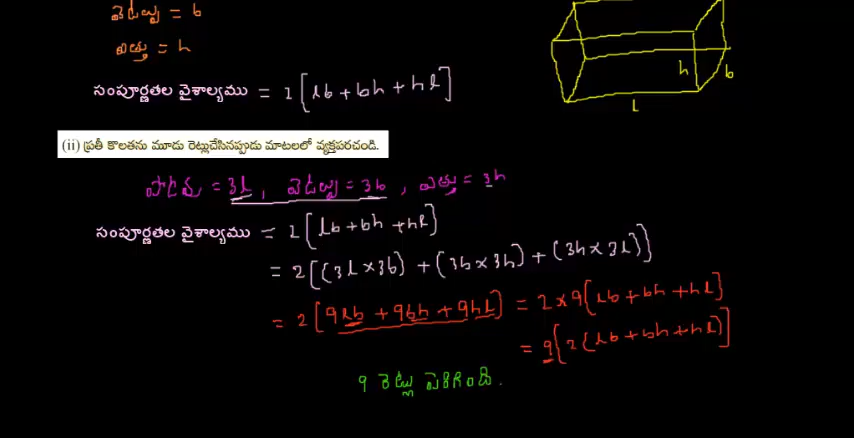 వెడల్పు = b
ఎత్తు = h
సంపూర్ణతల వైశాల్యము = 2[lb+bh+hl]
h b
l
(ii) ప్రతీ కొలతను మూడు రెట్లుచేసినప్పుడు మాటలలో వ్యక్తపరచండి.
పొడవు = 3l, వెడల్పు = 3b, ఎత్తు = 3h
సంపూర్ణతల వైశాల్యము = 2[lb+bh+hl]
= 2[(3l×3b) + (3b×3h) + (3h×3l)]
= 2[9lb + 9bh + 9hl] = 2×9[lb+bh+hl]
= 9[2(lb+bh+hl)]
9 రెట్లు పెరిగింది.